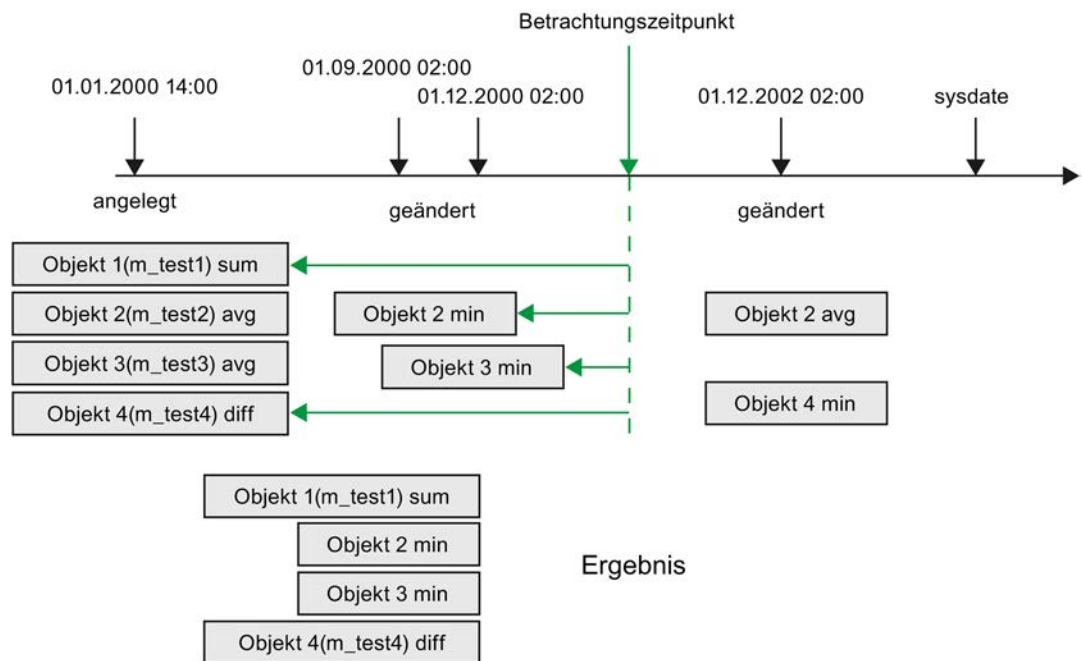 Betrachtungszeitpunkt
01.01.2000 14:00
01.09.2000 02:00
01.12.2000 02:00
01.12.2002 02:00
sysdate
angelegt
geändert
geändert
Objekt 1(m_test1) sum
Objekt 2(m_test2) avg
Objekt 2 min
Objekt 2 avg
Objekt 3(m_test3) avg
Objekt 3 min
Objekt 4(m_test4) diff
Objekt 4 min
Objekt 1(m_test1) sum
Objekt 2 min
Objekt 3 min
Objekt 4(m_test4) diff
Ergebnis